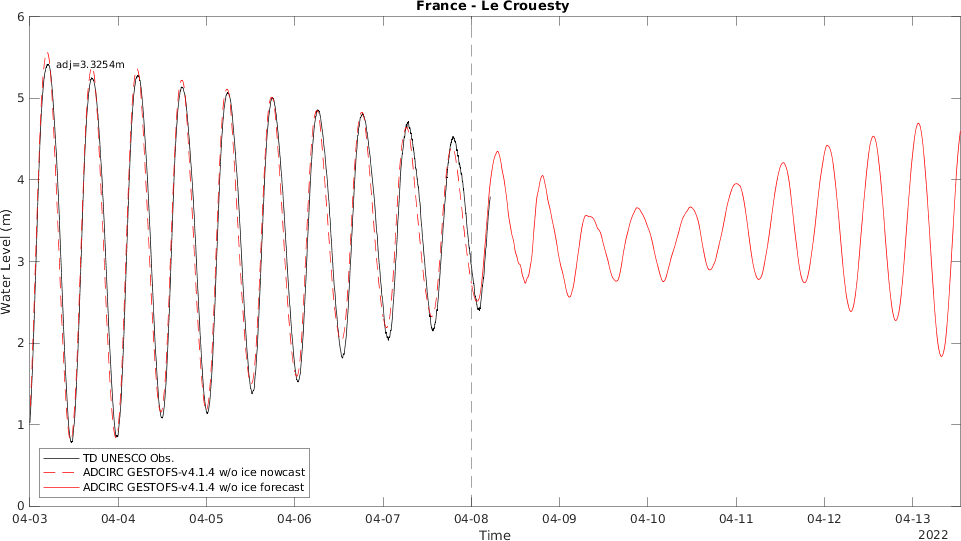 France - Le Crouesty
adj=3.3254m
Water Level (m)
6
5
4
3
2
1
0
TD UNESCO Obs.
ADCIRC GESTOFS-v4.1.4 w/o ice nowcast
ADCIRC GESTOFS-v4.1.4 w/o ice forecast
04-03 04-04 04-05 04-06 04-07 04-08 04-09 04-10 04-11 04-12 04-13
Time
2022